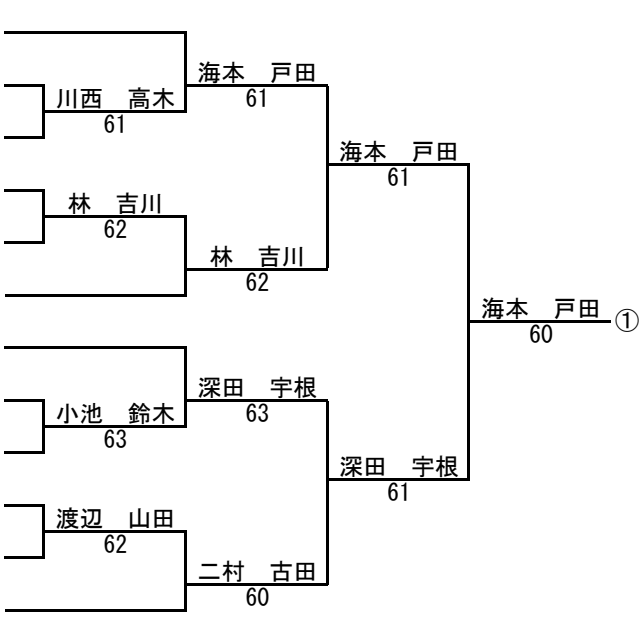 海本　戸田
61
川西　高木
61
海本　戸田
61
林　吉川
62
林　吉川
62
海本　戸田
60
①
深田　宇根
63
小池　鈴木
63
深田　宇根
61
渡辺　山田
62
二村　古田
60